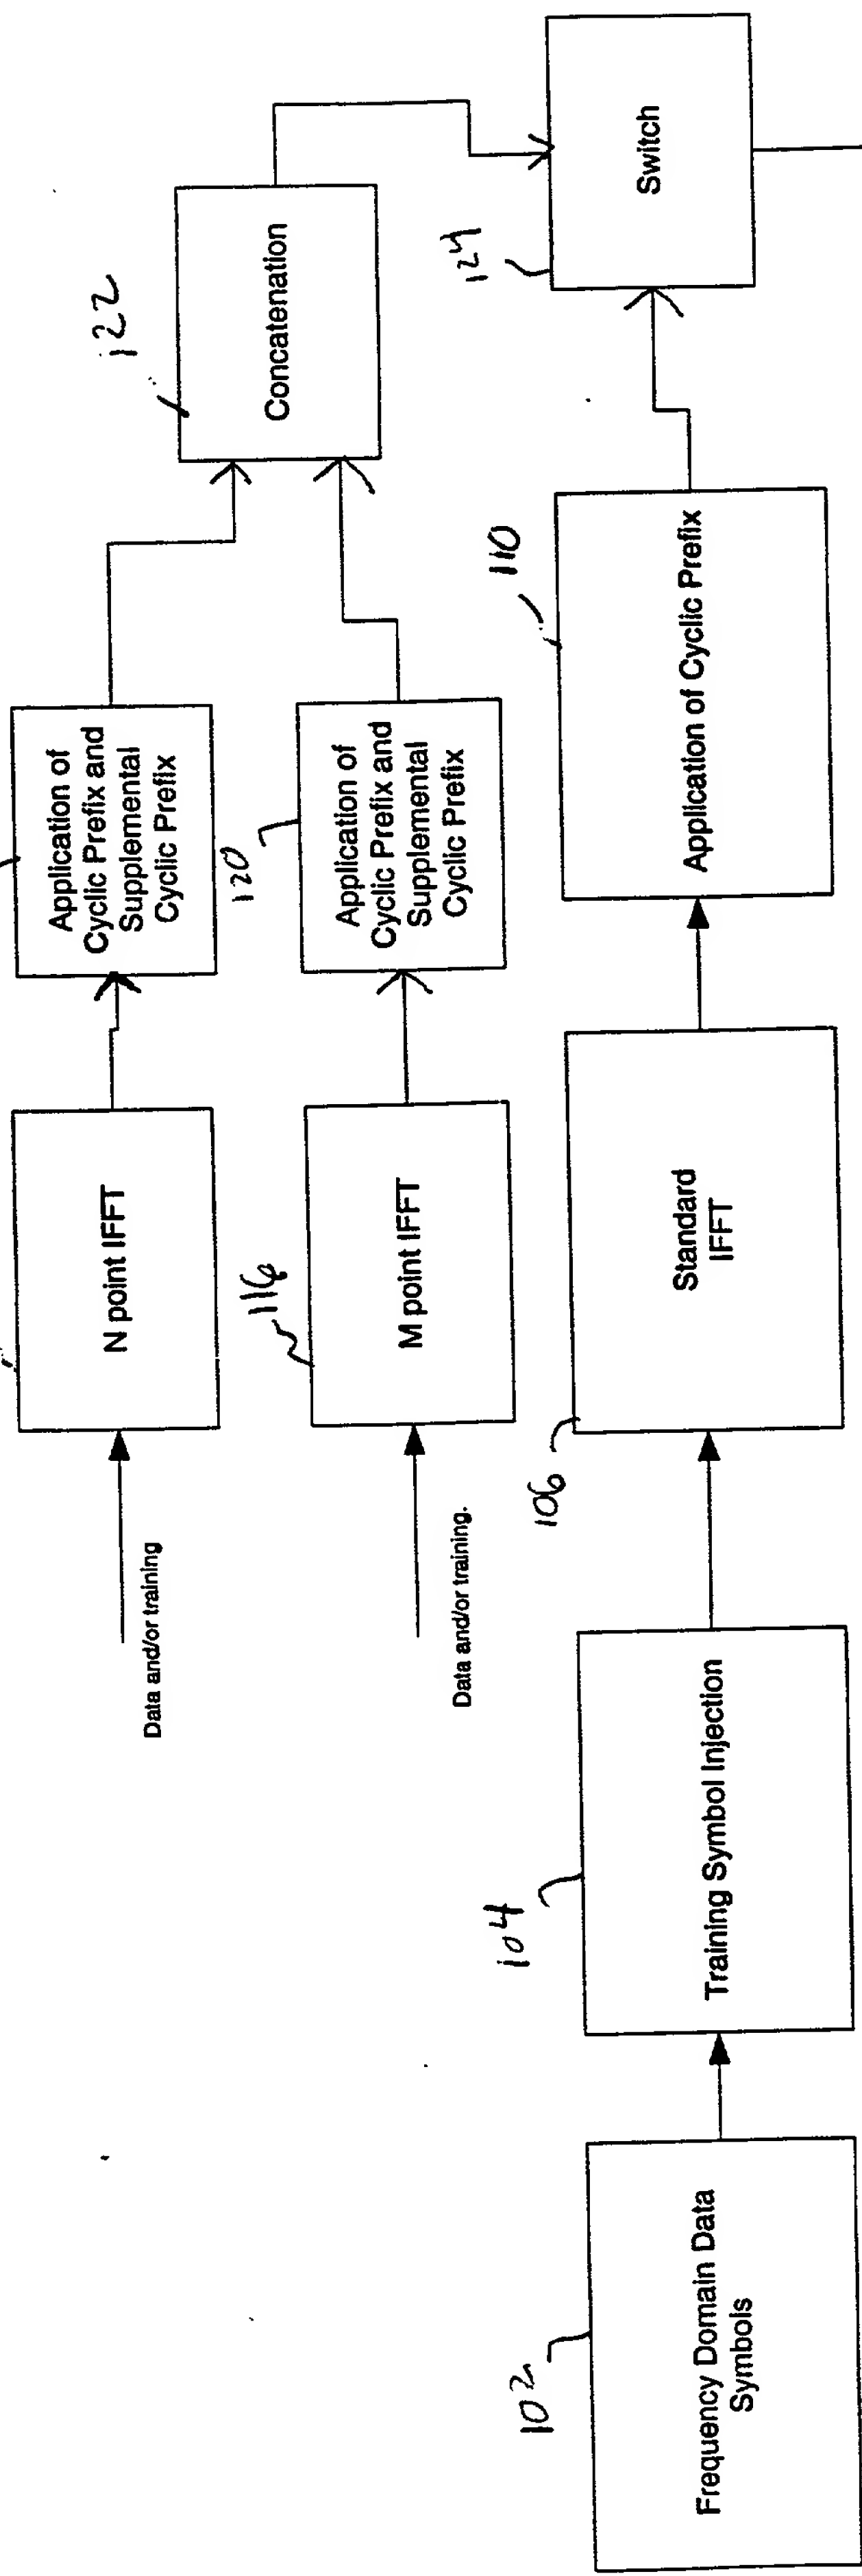 Data and/or training
N point IFFT
Application of
Cyclic Prefix and
Supplemental
Cyclic Prefix
122
Concatenation
Data and/or training.
116
M point IFFT
120
Application of
Cyclic Prefix and
Supplemental
Cyclic Prefix
124
Switch
102
Frequency Domain Data
Symbols
104
Training Symbol Injection
106
Standard
IFFT
110
Application of Cyclic Prefix